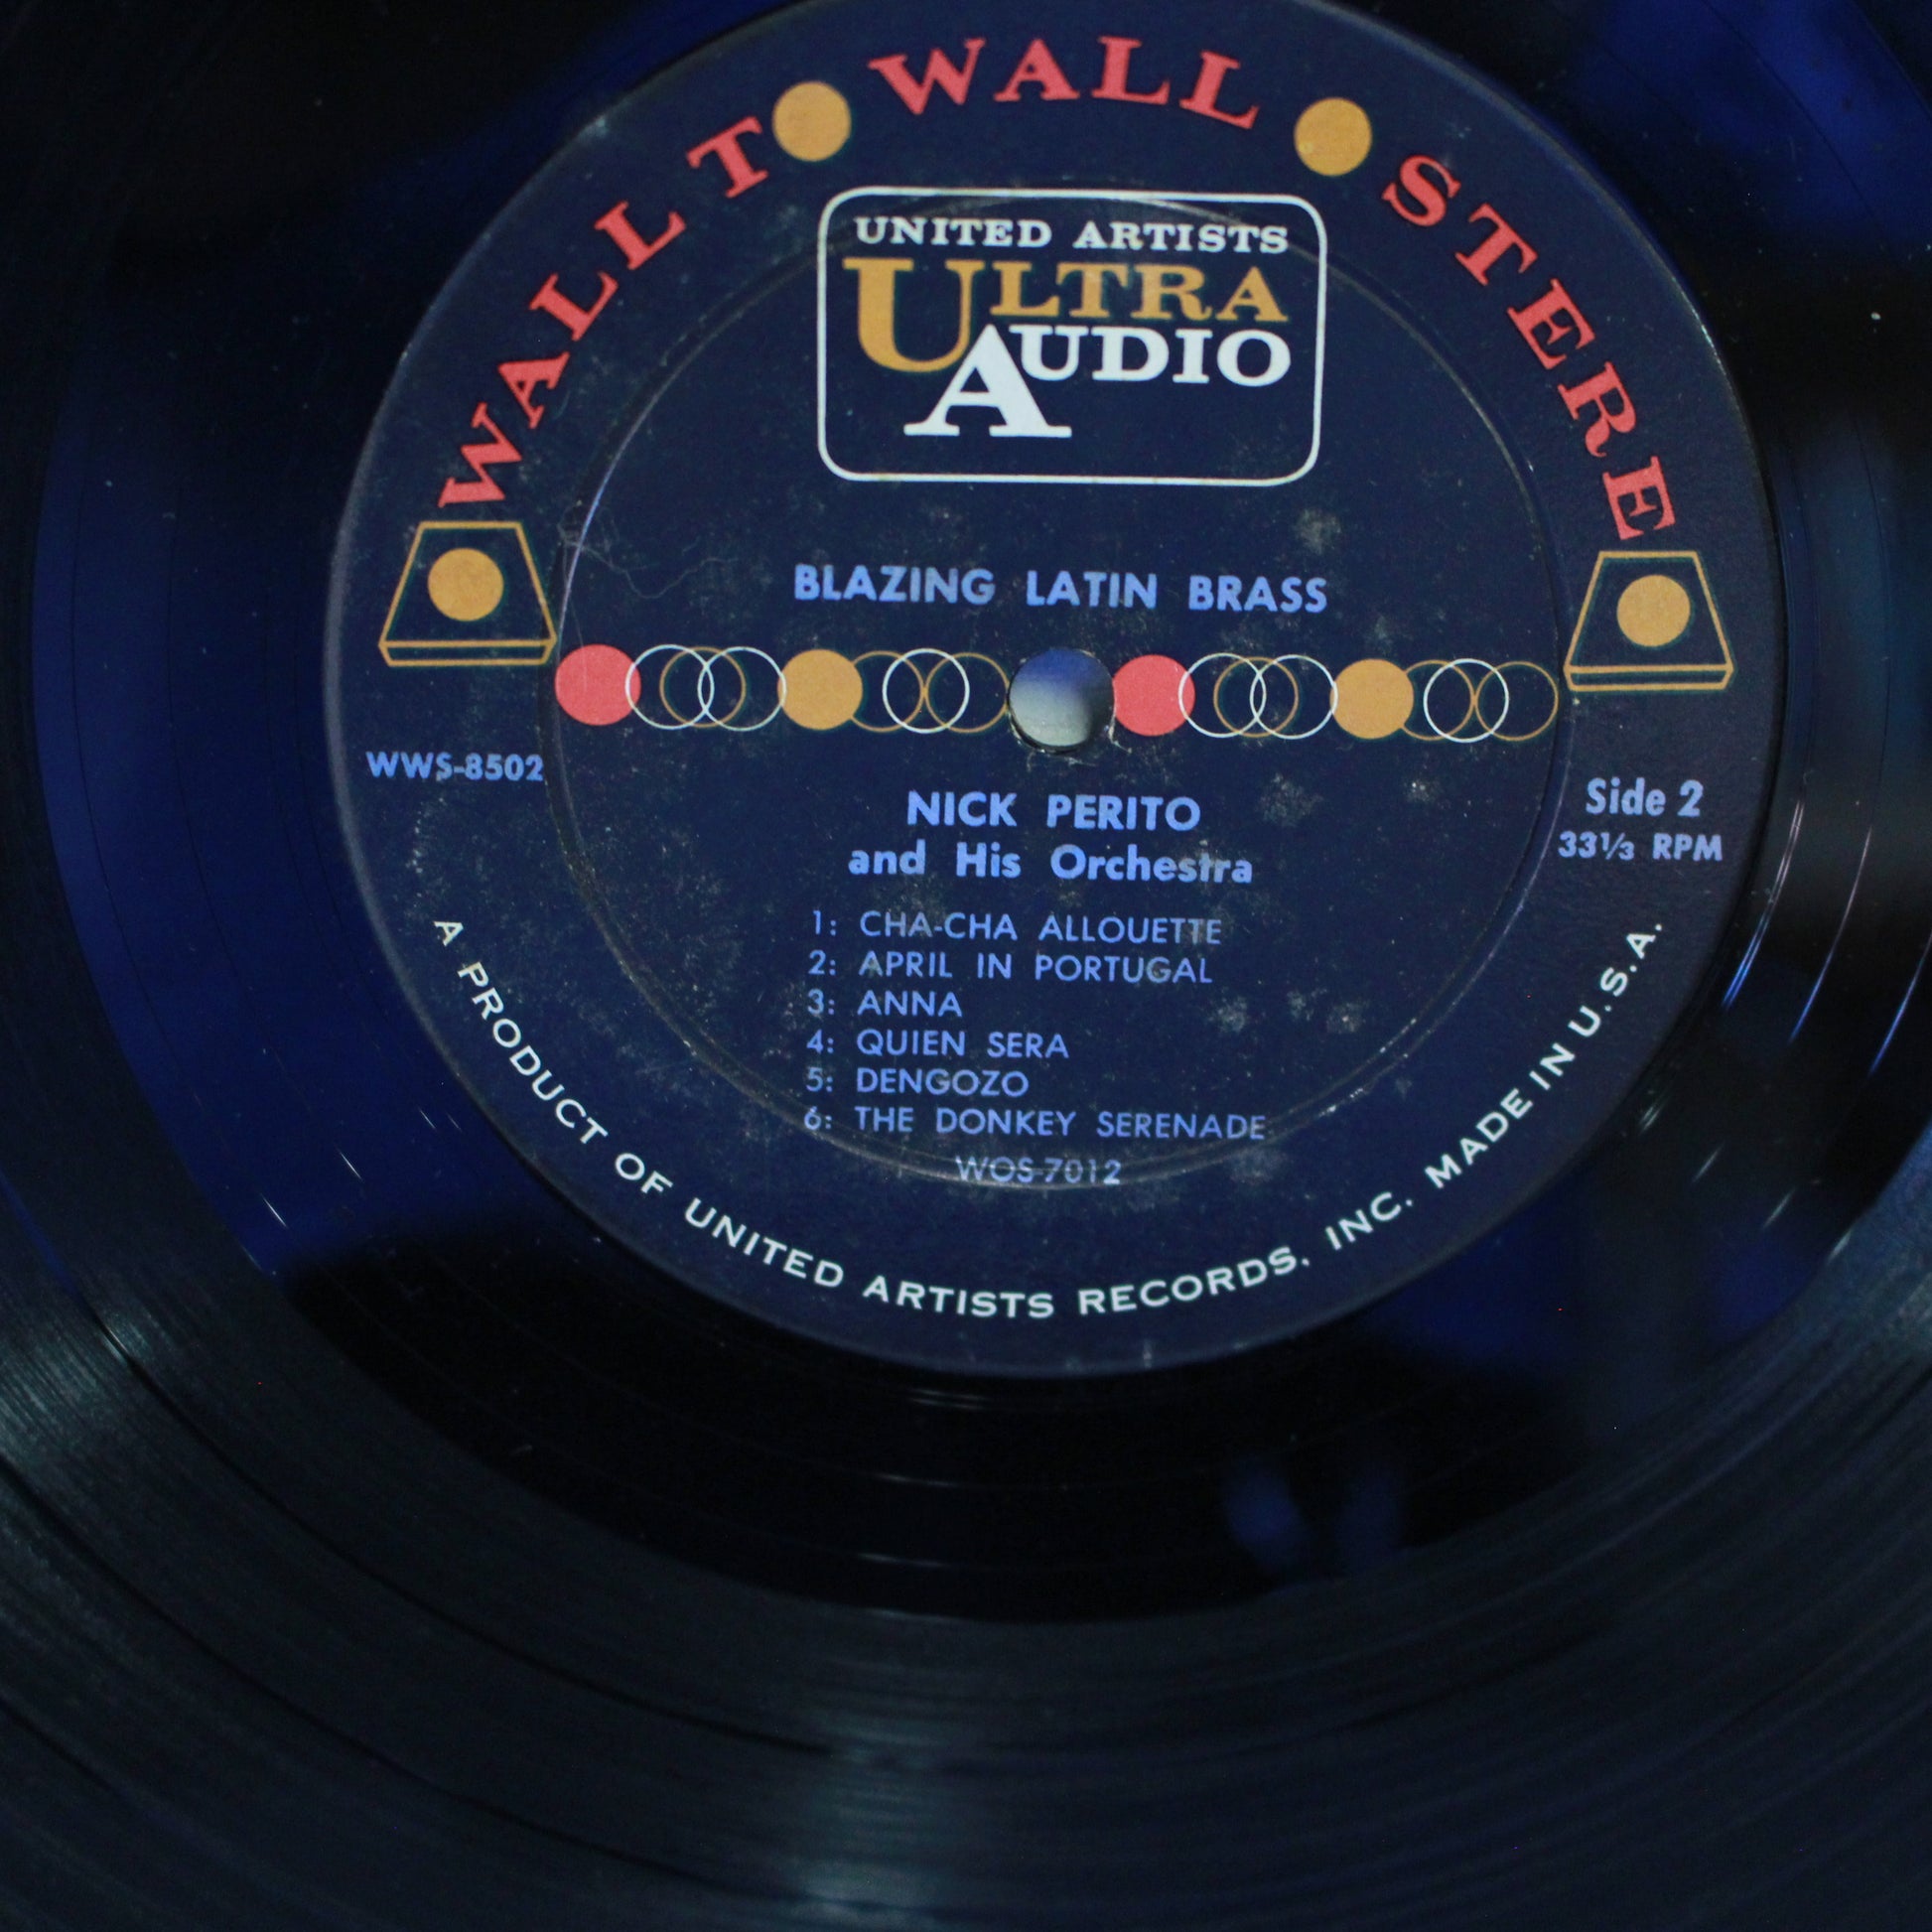 WALL TO WALL STEREO
UNITED ARTISTS
ULTRA
AUDIO
BLAZING LATIN BRASS
WWS-8502
NICK PERITO
and His Orchestra
Side 2
33⅓ RPM
1: CHA-CHA ALLOUETTE
2: APRIL IN PORTUGAL
3: ANNA
4: QUIEN SERA
5: DENGOZO
6: THE DONKEY SERENADE
WOS-7012
A PRODUCT OF UNITED ARTISTS RECORDS, INC. MADE IN U.S.A.